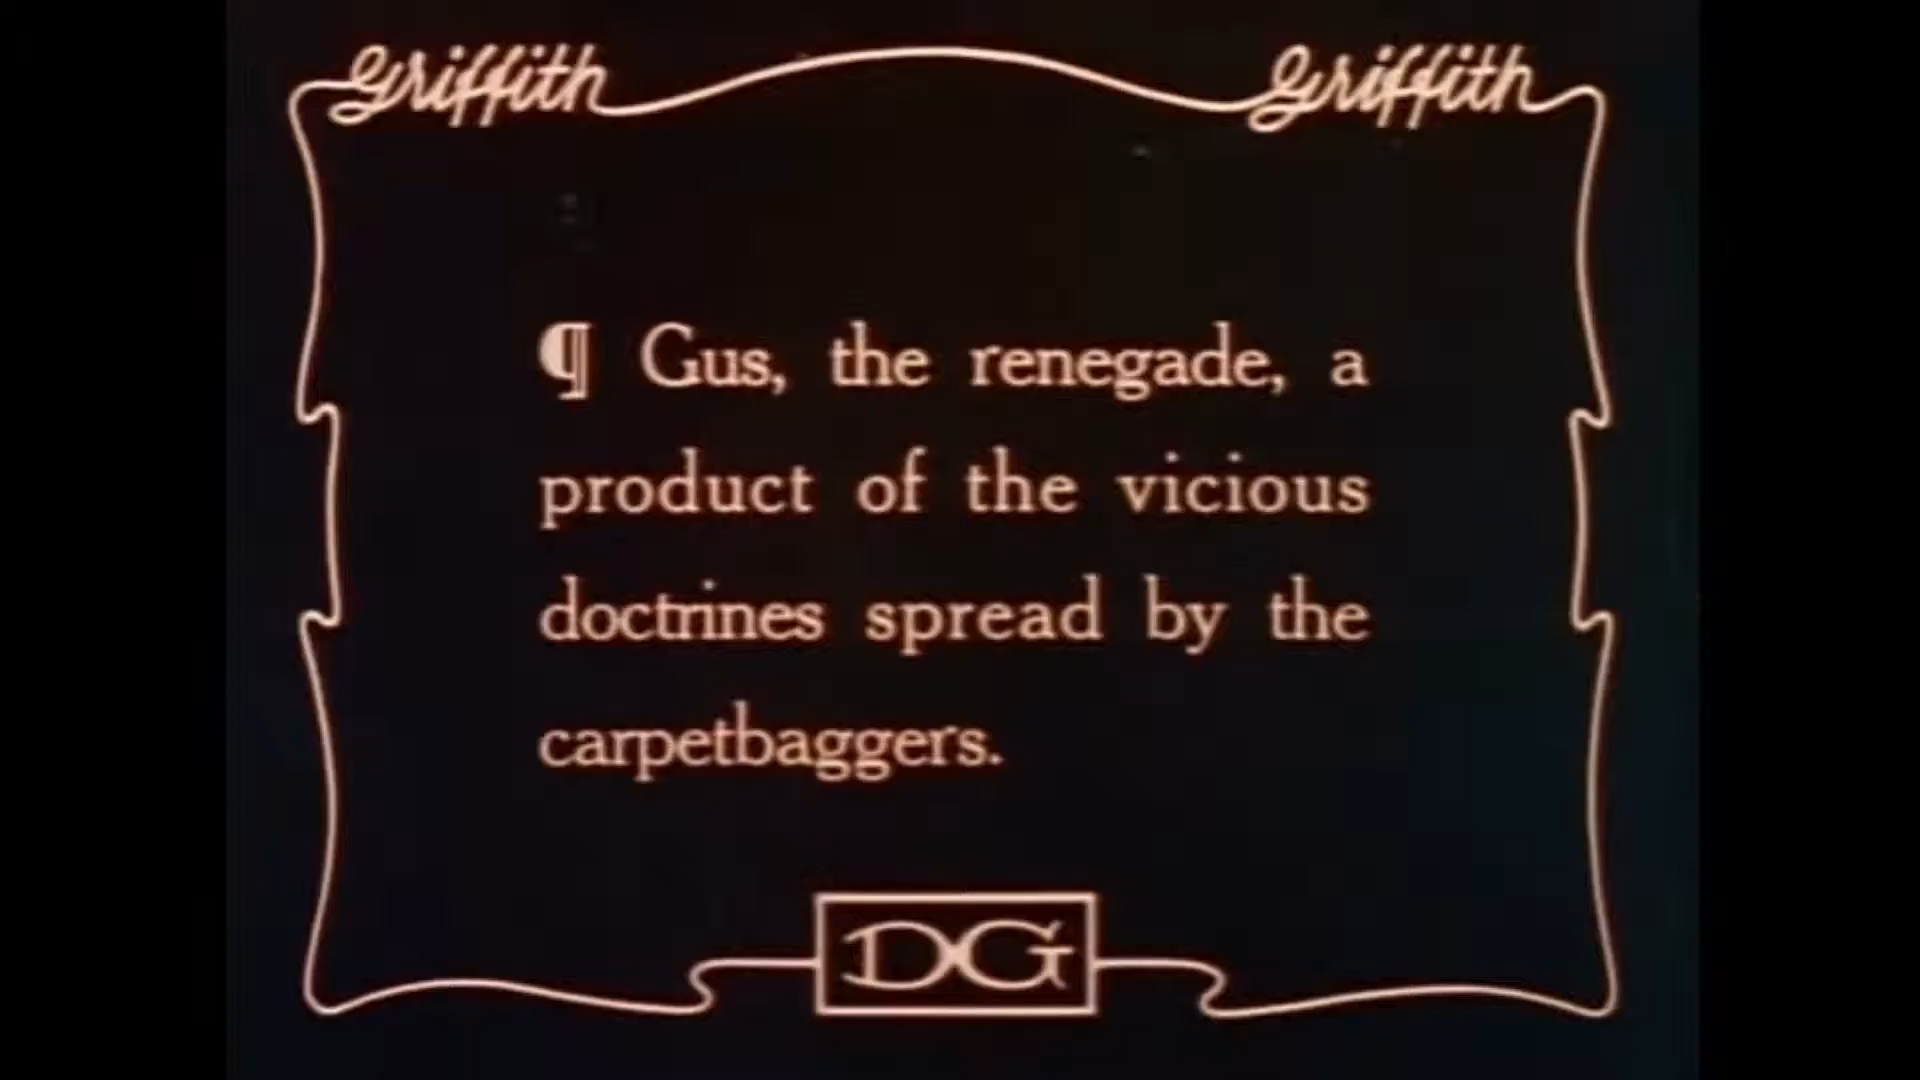 Griffith Griffith
¶ Gus, the renegade, a
product of the vicious
doctrines spread by the
carpetbaggers.
DG